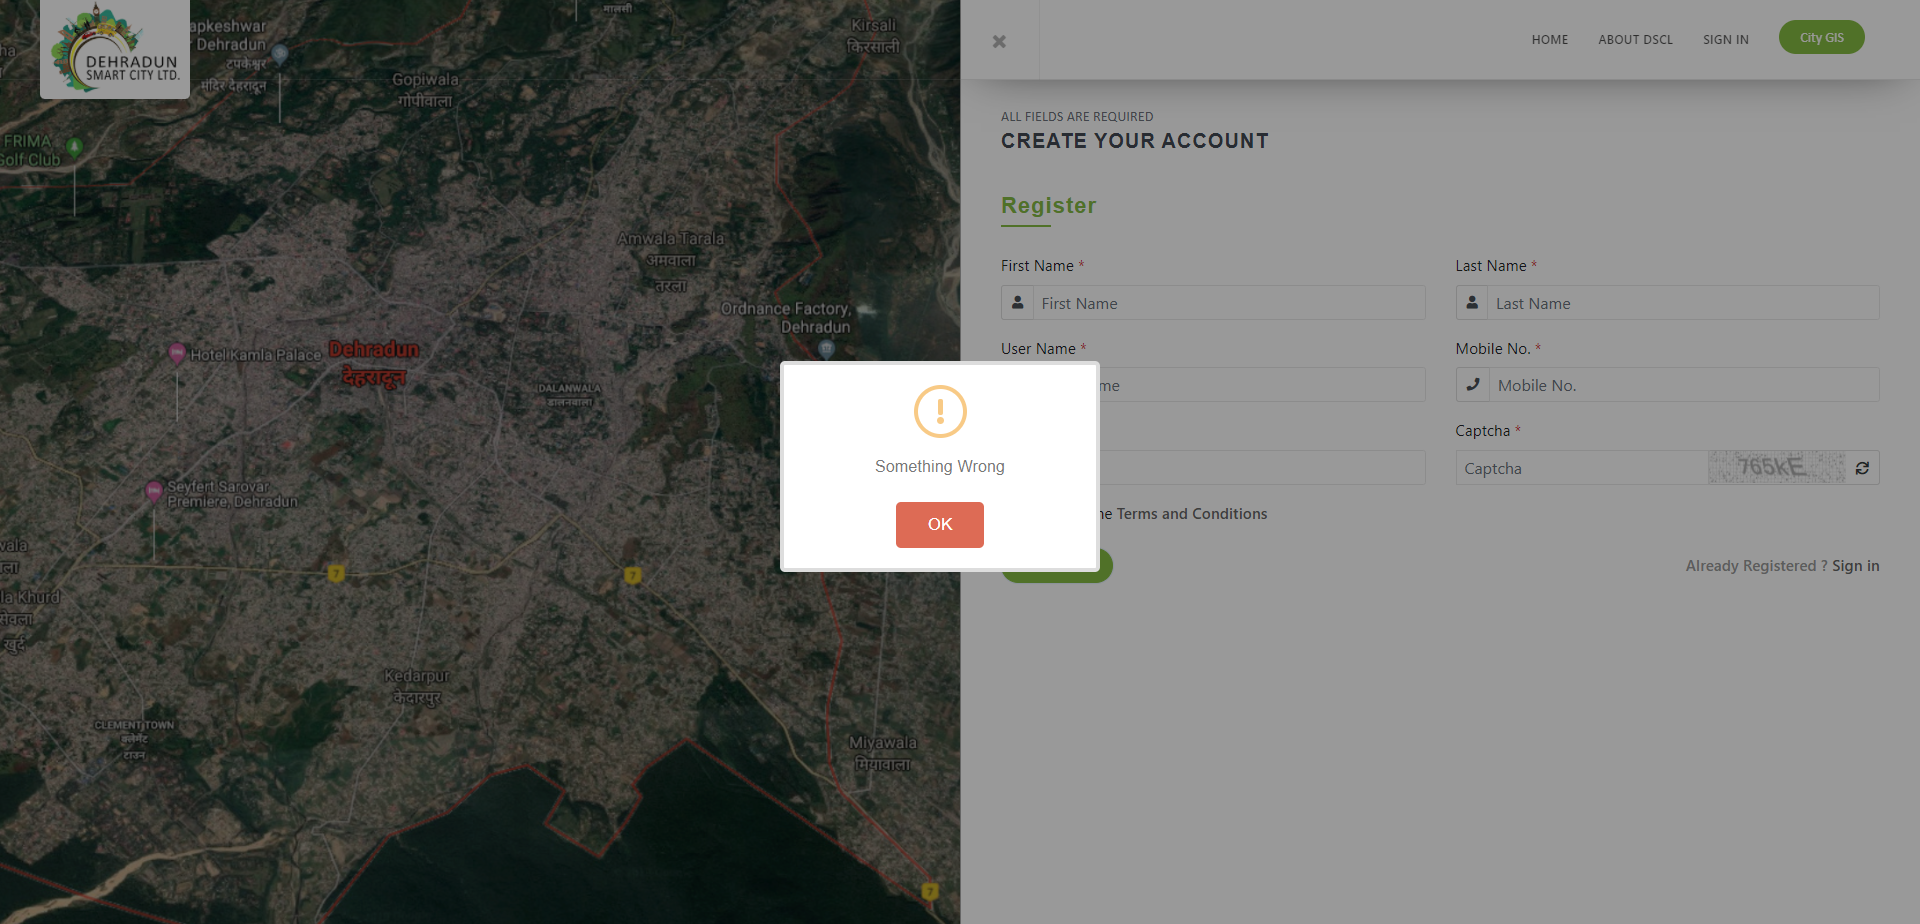 मालसी
apkeshwar
Dehradun
टपकेश्वर
मंदिर देहरादून
DEHRADUN
SMART CITY LTD.
Kirsali
किरसाली
Gopiwala
गोपीवाला
FRIMA
Golf Club
Amwala Tarala
अमवाला
तरला
Ordnance Factory,
Dehradun
Hotel Kamla Palace
Dehradun
देहरादून
DALANWALA
डालनवाला
Seyfert Sarovar
Premiere, Dehradun
7
7
la Khurd
सेवला
खुर्द
Kedarpur
केदारपुर
CLEMENT TOWN
क्लेमेंट
टाउन
Miyawala
मियांवाला
7
HOME
ABOUT DSCL
SIGN IN
City GIS
ALL FIELDS ARE REQUIRED
CREATE YOUR ACCOUNT
Register
First Name *
First Name
Last Name *
Last Name
User Name *
me
Mobile No. *
Mobile No.
Captcha *
Captcha
765kE
he Terms and Conditions
Already Registered ? Sign in
Something Wrong
OK